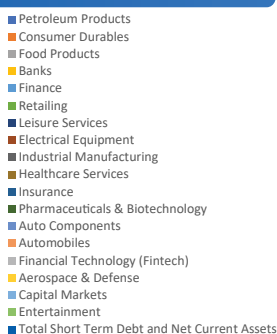 Petroleum Products
Consumer Durables
Food Products
Banks
Finance
Retailing
Leisure Services
Electrical Equipment
Industrial Manufacturing
Healthcare Services
Insurance
Pharmaceuticals & Biotechnology
Auto Components
Automobiles
Financial Technology (Fintech)
Aerospace & Defense
Capital Markets
Entertainment
Total Short Term Debt and Net Current Assets